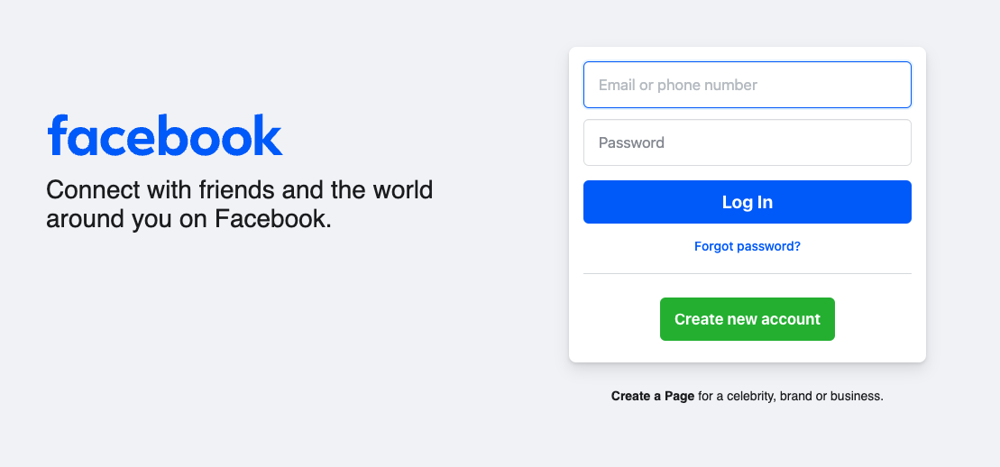 facebook
Connect with friends and the world
around you on Facebook.
Email or phone number
Password
Log In
Forgot password?
Create new account
Create a Page for a celebrity, brand or business.